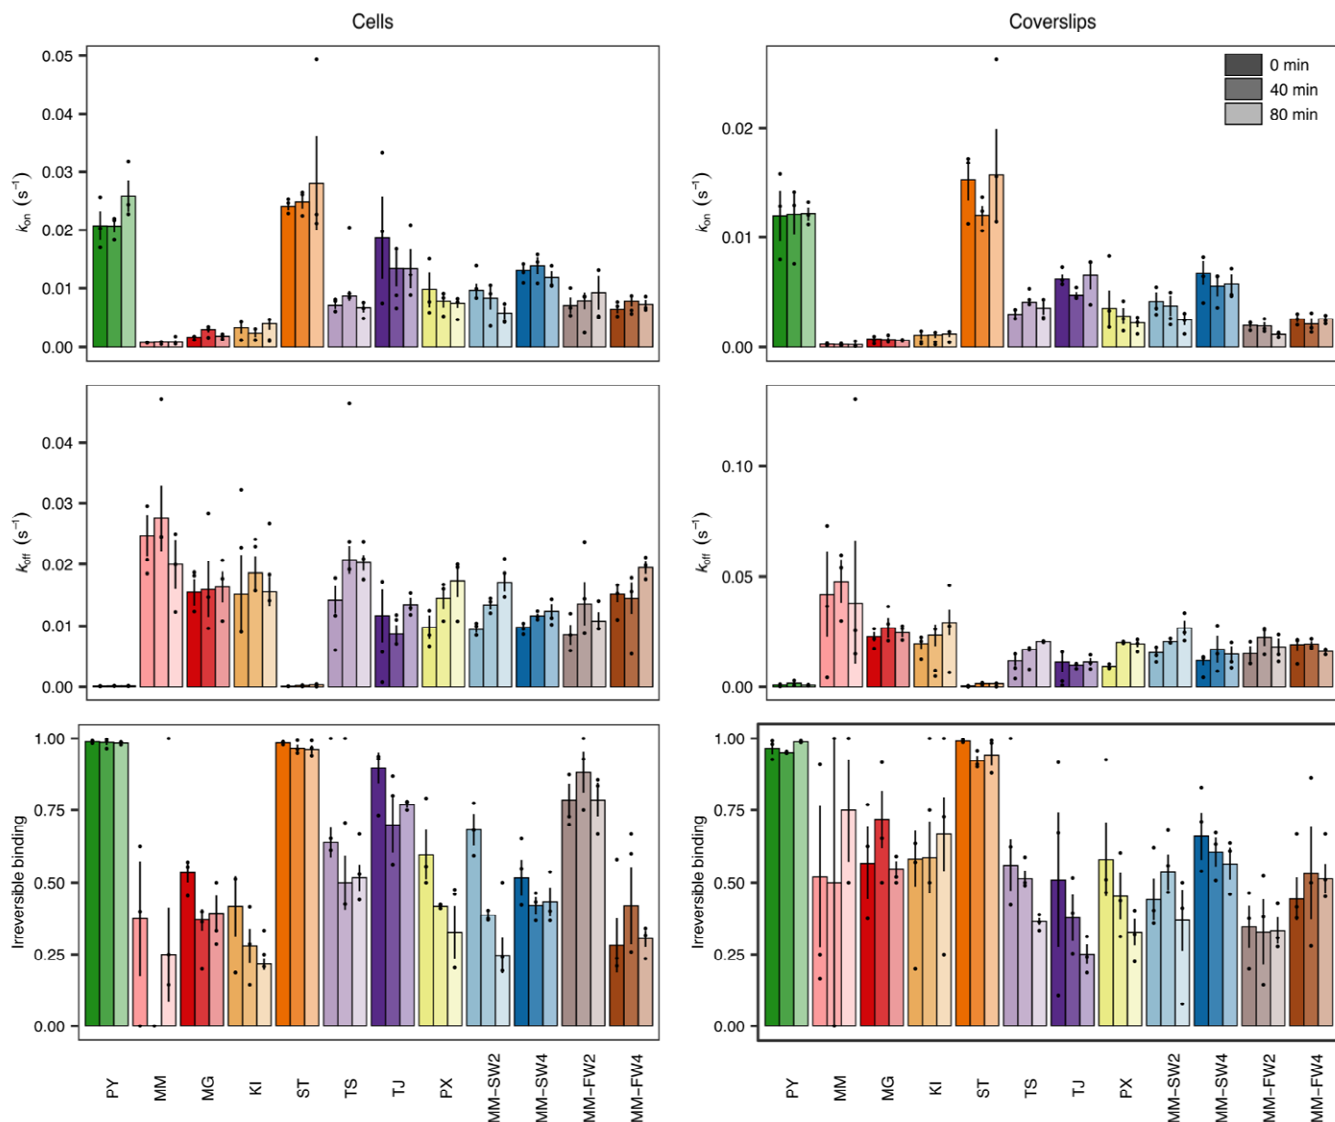 Cells
Coverslips
0.05
0.04
0.03
0.02
0.01
0.00
kon (s−1)
0.02
0.01
0.00
kon (s−1)
0 min
40 min
80 min
0.04
0.03
0.02
0.01
0.00
koff (s−1)
0.10
0.05
0.00
koff (s−1)
1.00
0.75
0.50
0.25
0.00
Irreversible binding
1.00
0.75
0.50
0.25
0.00
Irreversible binding
PY
MM
MG
KI
ST
TS
TJ
PX
MM−SW2
MM−SW4
MM−FW2
MM−FW4
PY
MM
MG
KI
ST
TS
TJ
PX
MM−SW2
MM−SW4
MM−FW2
MM−FW4